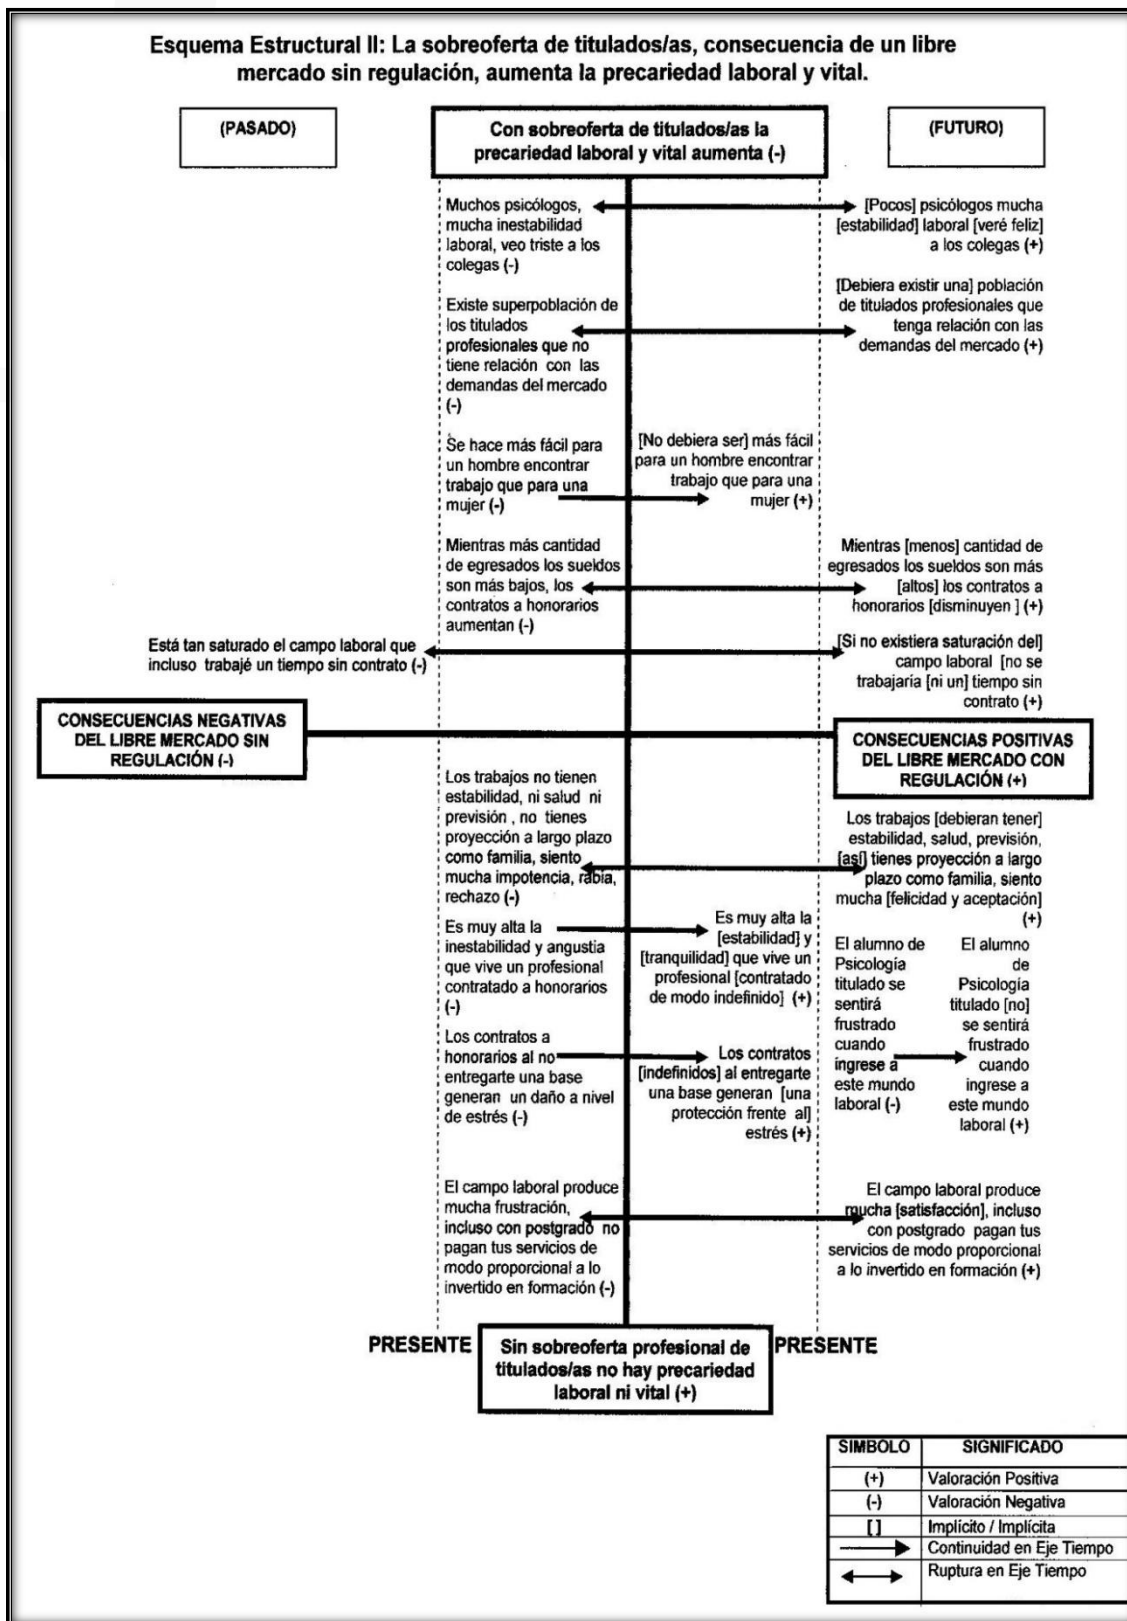 Esquema Estructural II: La sobreoferta de titulados/as, consecuencia de un libre
mercado sin regulación, aumenta la precariedad laboral y vital.
(PASADO)
Con sobreoferta de titulados/as la
precariedad laboral y vital aumenta (-)
(FUTURO)
Muchos psicólogos,
mucha inestabilidad
laboral, veo triste a los
colegas (-)
[Pocos] psicólogos mucha
[estabilidad] laboral [veré feliz]
a los colegas (+)
Existe superpoblación de
los titulados
profesionales que no
tiene relación con las
demandas del mercado
(-)
[Debiera existir una] población
de titulados profesionales que
tenga relación con las
demandas del mercado (+)
Se hace más fácil para
un hombre encontrar
trabajo que para una
mujer (-)
[No debiera ser] más fácil
para un hombre encontrar
trabajo que para una
mujer (+)
Mientras más cantidad
de egresados los sueldos
son más bajos, los
contratos a honorarios
aumentan (-)
Mientras [menos] cantidad de
egresados los sueldos son más
[altos] los contratos a
honorarios [disminuyen ] (+)
Está tan saturado el campo laboral que
incluso trabajé un tiempo sin contrato (-)
[Si no existiera saturación del]
campo laboral [no se
trabajaría [ni un] tiempo sin
contrato (+)
CONSECUENCIAS NEGATIVAS
DEL LIBRE MERCADO SIN
REGULACIÓN (-)
CONSECUENCIAS POSITIVAS
DEL LIBRE MERCADO CON
REGULACIÓN (+)
Los trabajos no tienen
estabilidad, ni salud ni
previsión , no tienes
proyección a largo plazo
como familia, siento
mucha impotencia, rabia,
rechazo (-)
Los trabajos [debieran tener]
estabilidad, salud, previsión,
[así] tienes proyección a largo
plazo como familia, siento
mucha [felicidad y aceptación]
(+)
Es muy alta la
inestabilidad y angustia
que vive un profesional
contratado a honorarios
(-)
Es muy alta la
[estabilidad] y
[tranquilidad] que vive un
profesional [contratado
de modo indefinido] (+)
El alumno de
Psicología
titulado se
sentirá
frustrado
cuando
ingrese a
este mundo
laboral (-)
El alumno
de
Psicología
titulado [no]
se sentirá
frustrado
cuando
ingrese a
este mundo
laboral (+)
Los contratos a
honorarios al no
entregarte una base
generan un daño a nivel
de estrés (-)
Los contratos
[indefinidos] al entregarte
una base generan [una
protección frente al]
estrés (+)
El campo laboral produce
mucha frustración,
incluso con postgrado no
pagan tus servicios de
modo proporcional a lo
invertido en formación (-)
El campo laboral produce
mucha [satisfacción], incluso
con postgrado pagan tus
servicios de modo proporcional
a lo invertido en formación (+)
PRESENTE
Sin sobreoferta profesional de
titulados/as no hay precariedad
laboral ni vital (+)
PRESENTE
SIMBOLO SIGNIFICADO
(+) Valoración Positiva
(-) Valoración Negativa
[ ] Implícito / Implícita
Continuidad en Eje Tiempo
Ruptura en Eje Tiempo